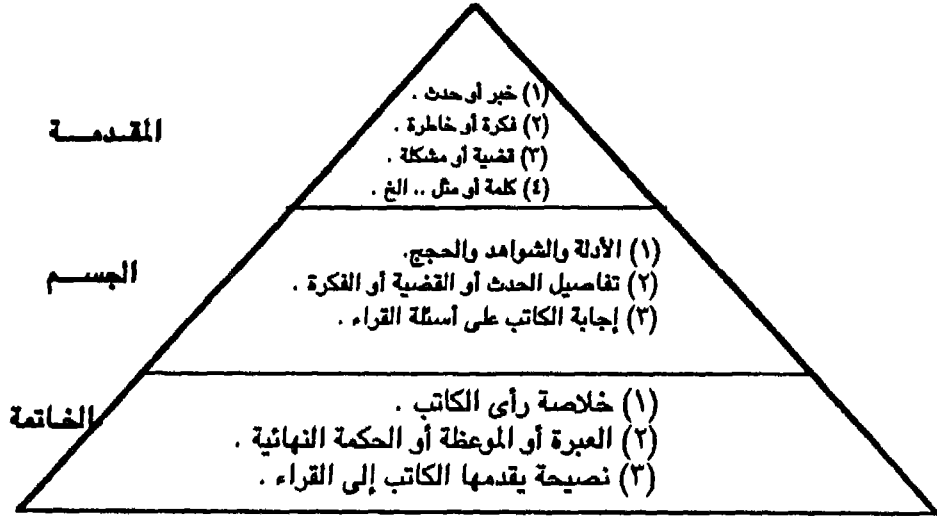 المقدمــة
(١) خبر أو حدث .
(٢) فكرة أو خاطرة .
(٣) قضية أو مشكلة .
(٤) كلمة أو مثل .. الخ .
الجســم
(١) الأدلة والشواهد والحجج.
(٢) تفاصيل الحدث أو القضية أو الفكرة .
(٣) إجابة الكاتب على أسئلة القراء .
الخاتمة
(١) خلاصة رأى الكاتب .
(٢) العبرة أو الموعظة أو الحكمة النهائية .
(٣) نصيحة يقدمها الكاتب إلى القراء .